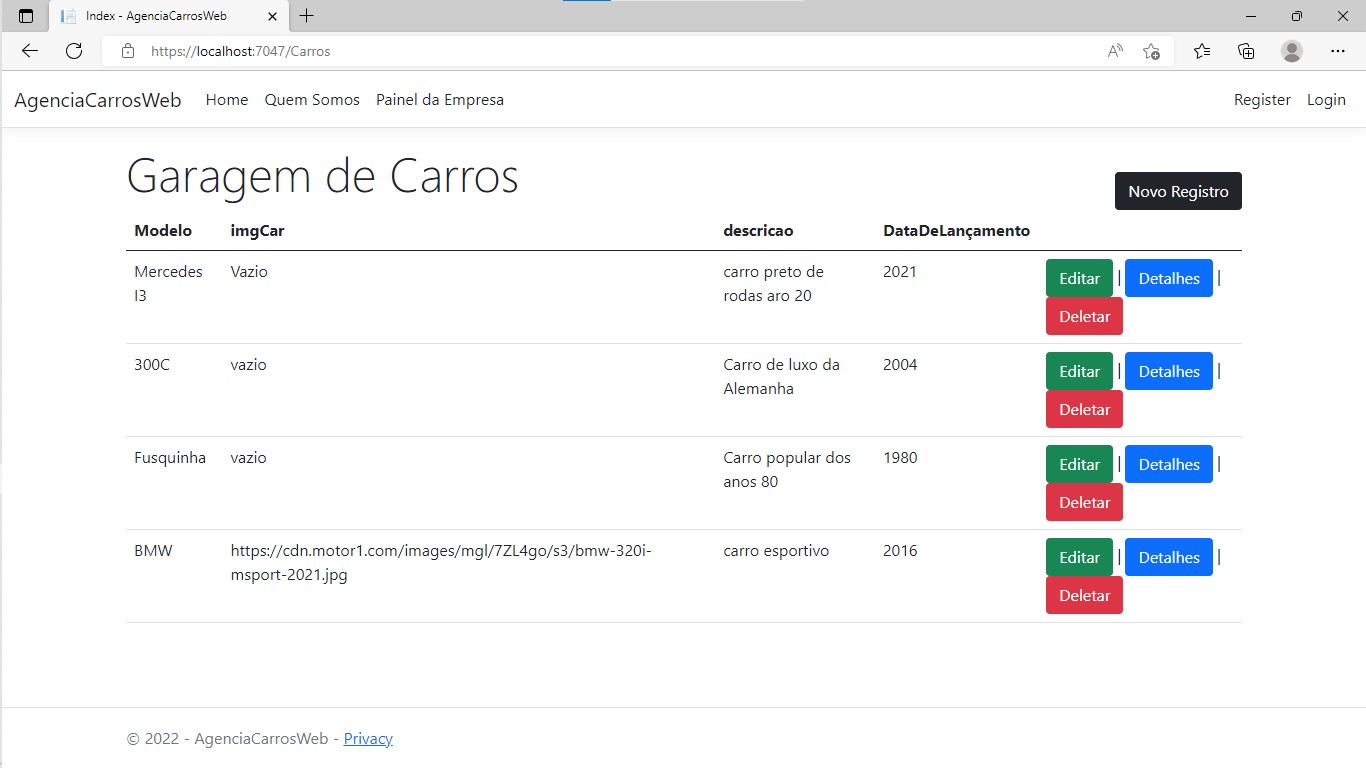 Index - AgenciaCarrosWeb
https://localhost:7047/Carros
AgenciaCarrosWeb Home Quem Somos Painel da Empresa Register Login
Garagem de Carros
Novo Registro
Modelo imgCar descricao DataDeLançamento
Mercedes Vazio carro preto de 2021
I3 rodas aro 20
Editar | Detalhes |
Deletar
300C vazio Carro de luxo da 2004
Alemanha
Editar | Detalhes |
Deletar
Fusquinha vazio Carro popular dos 1980
anos 80
Editar | Detalhes |
Deletar
BMW https://cdn.motor1.com/images/mgl/7ZL4go/s3/bmw-320i- carro esportivo 2016
msport-2021.jpg
Editar | Detalhes |
Deletar
© 2022 - AgenciaCarrosWeb - Privacy